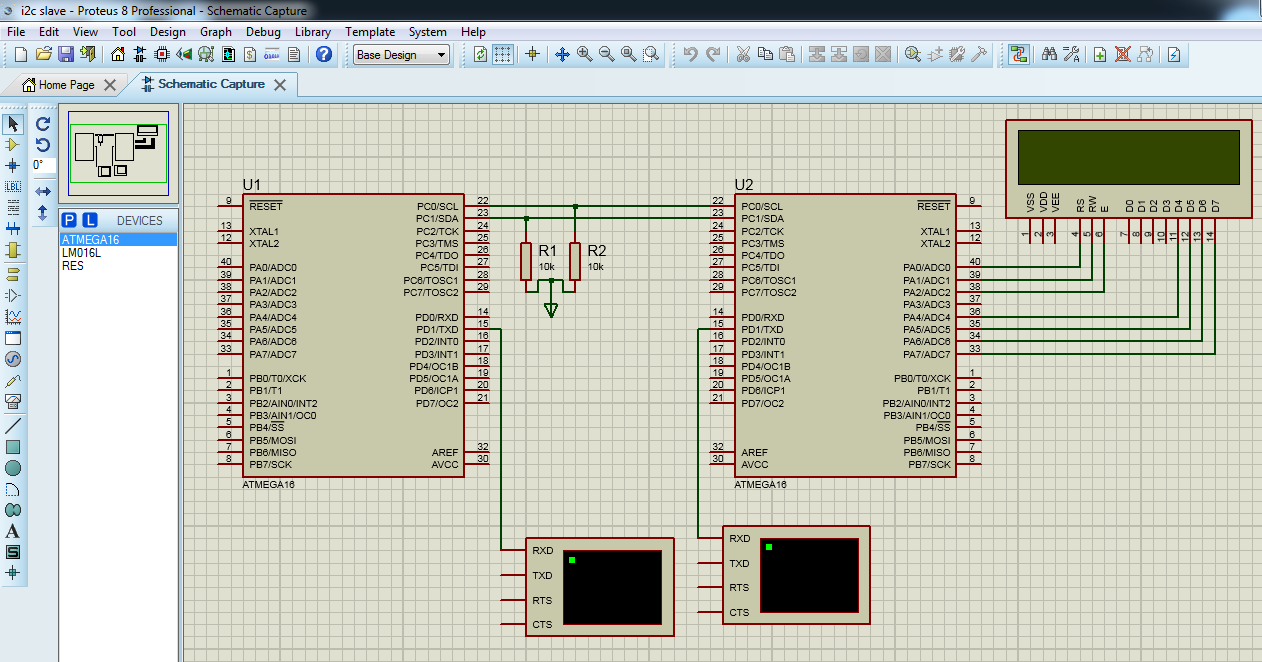 i2c slave - Proteus 8 Professional - Schematic Capture
File Edit View Tool Design Graph Debug Library Template System Help
Base Design
Home Page Schematic Capture
0°
LBL
A
S
P L DEVICES
ATMEGA16
LM016L
RES
U1
9 RESET
13 XTAL1
12 XTAL2
40 PA0/ADC0
39 PA1/ADC1
38 PA2/ADC2
37 PA3/ADC3
36 PA4/ADC4
35 PA5/ADC5
34 PA6/ADC6
33 PA7/ADC7
1 PB0/T0/XCK
2 PB1/T1
3 PB2/AIN0/INT2
4 PB3/AIN1/OC0
5 PB4/SS
6 PB5/MOSI
7 PB6/MISO
8 PB7/SCK
PC0/SCL 22
PC1/SDA 23
PC2/TCK 24
PC3/TMS 25
PC4/TDO 26
PC5/TDI 27
PC6/TOSC1 28
PC7/TOSC2 29
PD0/RXD 14
PD1/TXD 15
PD2/INT0 16
PD3/INT1 17
PD4/OC1B 18
PD5/OC1A 19
PD6/ICP1 20
PD7/OC2 21
AREF 32
AVCC 30
ATMEGA16
R1
10k
R2
10k
U2
22 PC0/SCL
23 PC1/SDA
24 PC2/TCK
25 PC3/TMS
26 PC4/TDO
27 PC5/TDI
28 PC6/TOSC1
29 PC7/TOSC2
14 PD0/RXD
15 PD1/TXD
16 PD2/INT0
17 PD3/INT1
18 PD4/OC1B
19 PD5/OC1A
20 PD6/ICP1
21 PD7/OC2
32 AREF
30 AVCC
RESET 9
XTAL1 13
XTAL2 12
PA0/ADC0 40
PA1/ADC1 39
PA2/ADC2 38
PA3/ADC3 37
PA4/ADC4 36
PA5/ADC5 35
PA6/ADC6 34
PA7/ADC7 33
PB0/T0/XCK 1
PB1/T1 2
PB2/AIN0/INT2 3
PB3/AIN1/OC0 4
PB4/SS 5
PB5/MOSI 6
PB6/MISO 7
PB7/SCK 8
ATMEGA16
VSS VDD VEE RS RW E D0 D1 D2 D3 D4 D5 D6 D7
1 2 3 4 5 6 7 8 9 10 11 12 13 14
RXD
TXD
RTS
CTS
RXD
TXD
RTS
CTS